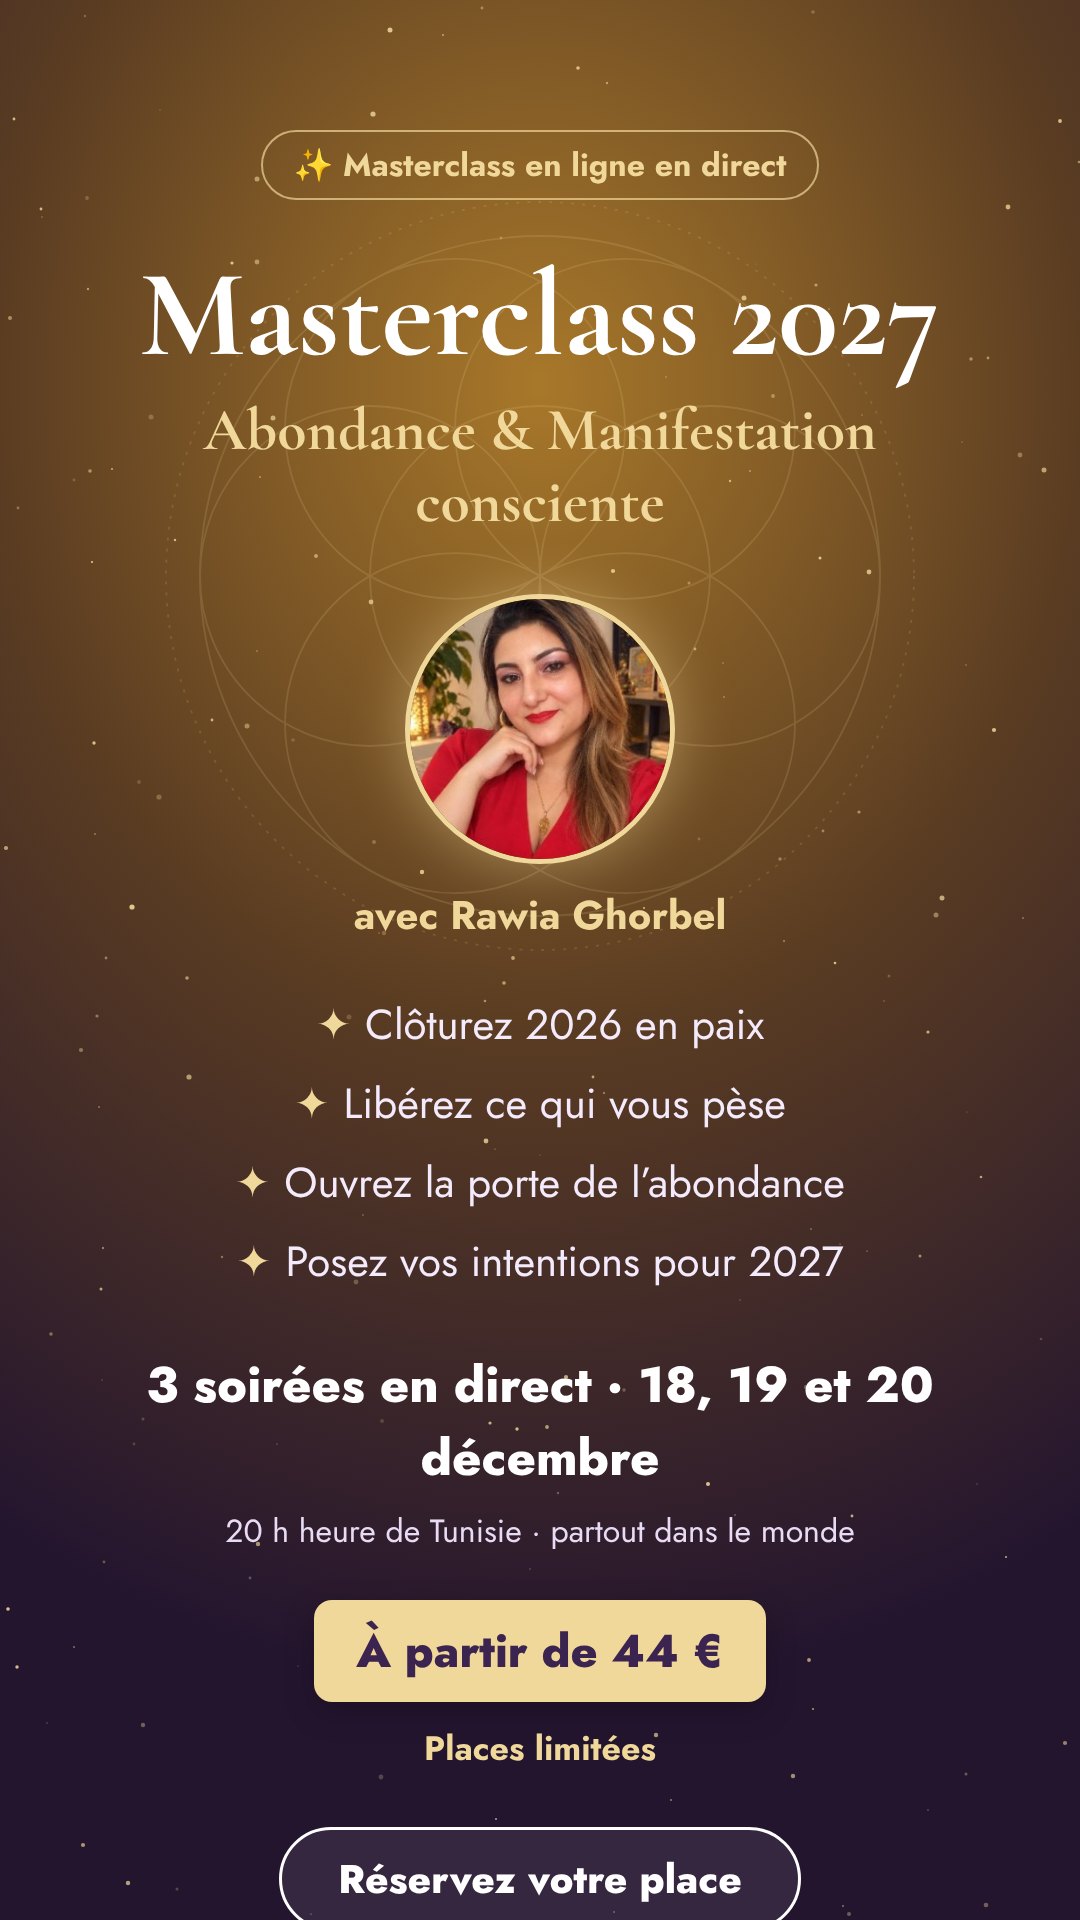 ✨ Masterclass en ligne en direct
Masterclass 2027
Abondance & Manifestation
consciente
avec Rawia Ghorbel
✦ Clôturez 2026 en paix
✦ Libérez ce qui vous pèse
✦ Ouvrez la porte de l’abondance
✦ Posez vos intentions pour 2027
3 soirées en direct · 18, 19 et 20
décembre
20 h heure de Tunisie · partout dans le monde
À partir de 44 €
Places limitées
Réservez votre place